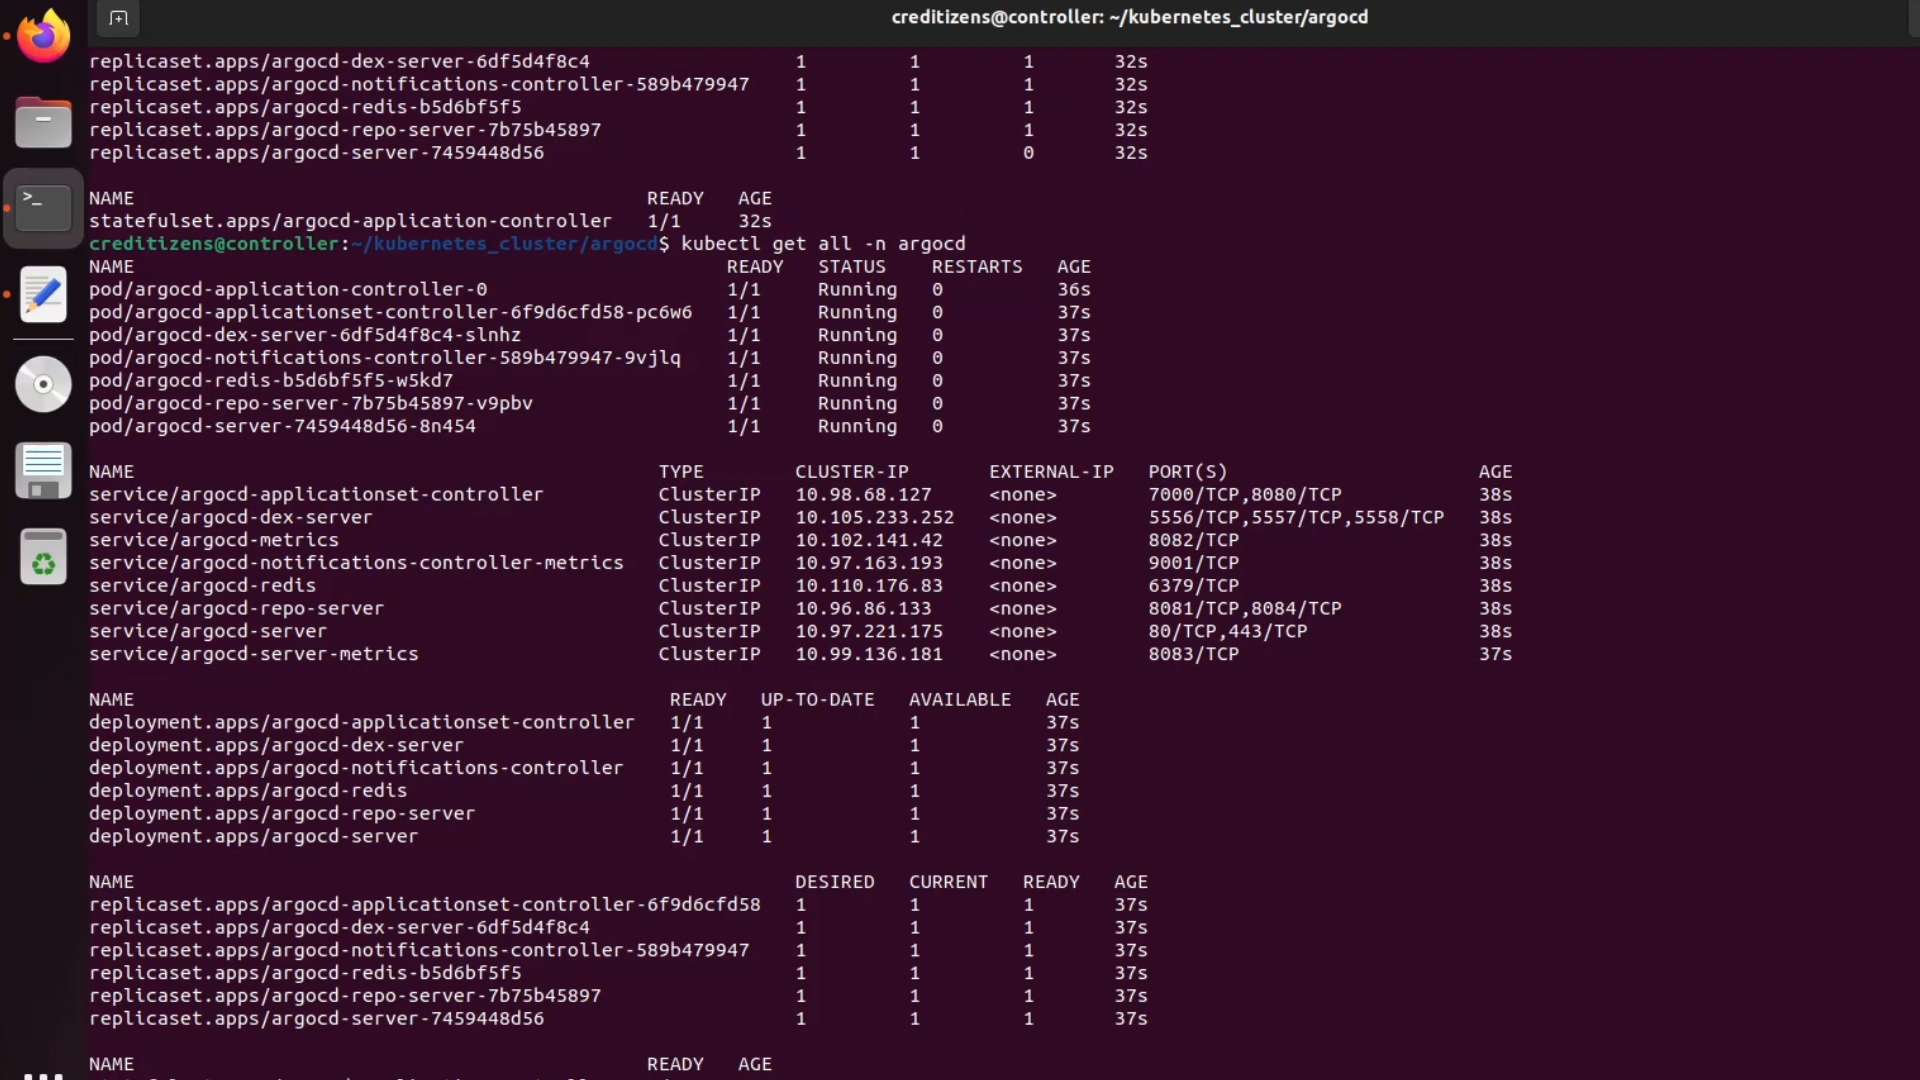 creditizens@controller: ~/kubernetes_cluster/argocd
replicaset.apps/argocd-dex-server-6df5d4f8c4 1 1 1 32s
replicaset.apps/argocd-notifications-controller-589b479947 1 1 1 32s
replicaset.apps/argocd-redis-b5d6bf5f5 1 1 1 32s
replicaset.apps/argocd-repo-server-7b75b45897 1 1 1 32s
replicaset.apps/argocd-server-7459448d56 1 1 0 32s
NAME READY AGE
statefulset.apps/argocd-application-controller 1/1 32s
creditizens@controller:~/kubernetes_cluster/argocd$ kubectl get all -n argocd
NAME READY STATUS RESTARTS AGE
pod/argocd-application-controller-0 1/1 Running 0 36s
pod/argocd-applicationset-controller-6f9d6cfd58-pc6w6 1/1 Running 0 37s
pod/argocd-dex-server-6df5d4f8c4-slnhz 1/1 Running 0 37s
pod/argocd-notifications-controller-589b479947-9vjlq 1/1 Running 0 37s
pod/argocd-redis-b5d6bf5f5-w5kd7 1/1 Running 0 37s
pod/argocd-repo-server-7b75b45897-v9pbv 1/1 Running 0 37s
pod/argocd-server-7459448d56-8n454 1/1 Running 0 37s
NAME TYPE CLUSTER-IP EXTERNAL-IP PORT(S) AGE
service/argocd-applicationset-controller ClusterIP 10.98.68.127 <none> 7000/TCP,8080/TCP 38s
service/argocd-dex-server ClusterIP 10.105.233.252 <none> 5556/TCP,5557/TCP,5558/TCP 38s
service/argocd-metrics ClusterIP 10.102.141.42 <none> 8082/TCP 38s
service/argocd-notifications-controller-metrics ClusterIP 10.97.163.193 <none> 9001/TCP 38s
service/argocd-redis ClusterIP 10.110.176.83 <none> 6379/TCP 38s
service/argocd-repo-server ClusterIP 10.96.86.133 <none> 8081/TCP,8084/TCP 38s
service/argocd-server ClusterIP 10.97.221.175 <none> 80/TCP,443/TCP 38s
service/argocd-server-metrics ClusterIP 10.99.136.181 <none> 8083/TCP 37s
NAME READY UP-TO-DATE AVAILABLE AGE
deployment.apps/argocd-applicationset-controller 1/1 1 1 37s
deployment.apps/argocd-dex-server 1/1 1 1 37s
deployment.apps/argocd-notifications-controller 1/1 1 1 37s
deployment.apps/argocd-redis 1/1 1 1 37s
deployment.apps/argocd-repo-server 1/1 1 1 37s
deployment.apps/argocd-server 1/1 1 1 37s
NAME DESIRED CURRENT READY AGE
replicaset.apps/argocd-applicationset-controller-6f9d6cfd58 1 1 1 37s
replicaset.apps/argocd-dex-server-6df5d4f8c4 1 1 1 37s
replicaset.apps/argocd-notifications-controller-589b479947 1 1 1 37s
replicaset.apps/argocd-redis-b5d6bf5f5 1 1 1 37s
replicaset.apps/argocd-repo-server-7b75b45897 1 1 1 37s
replicaset.apps/argocd-server-7459448d56 1 1 1 37s
NAME READY AGE